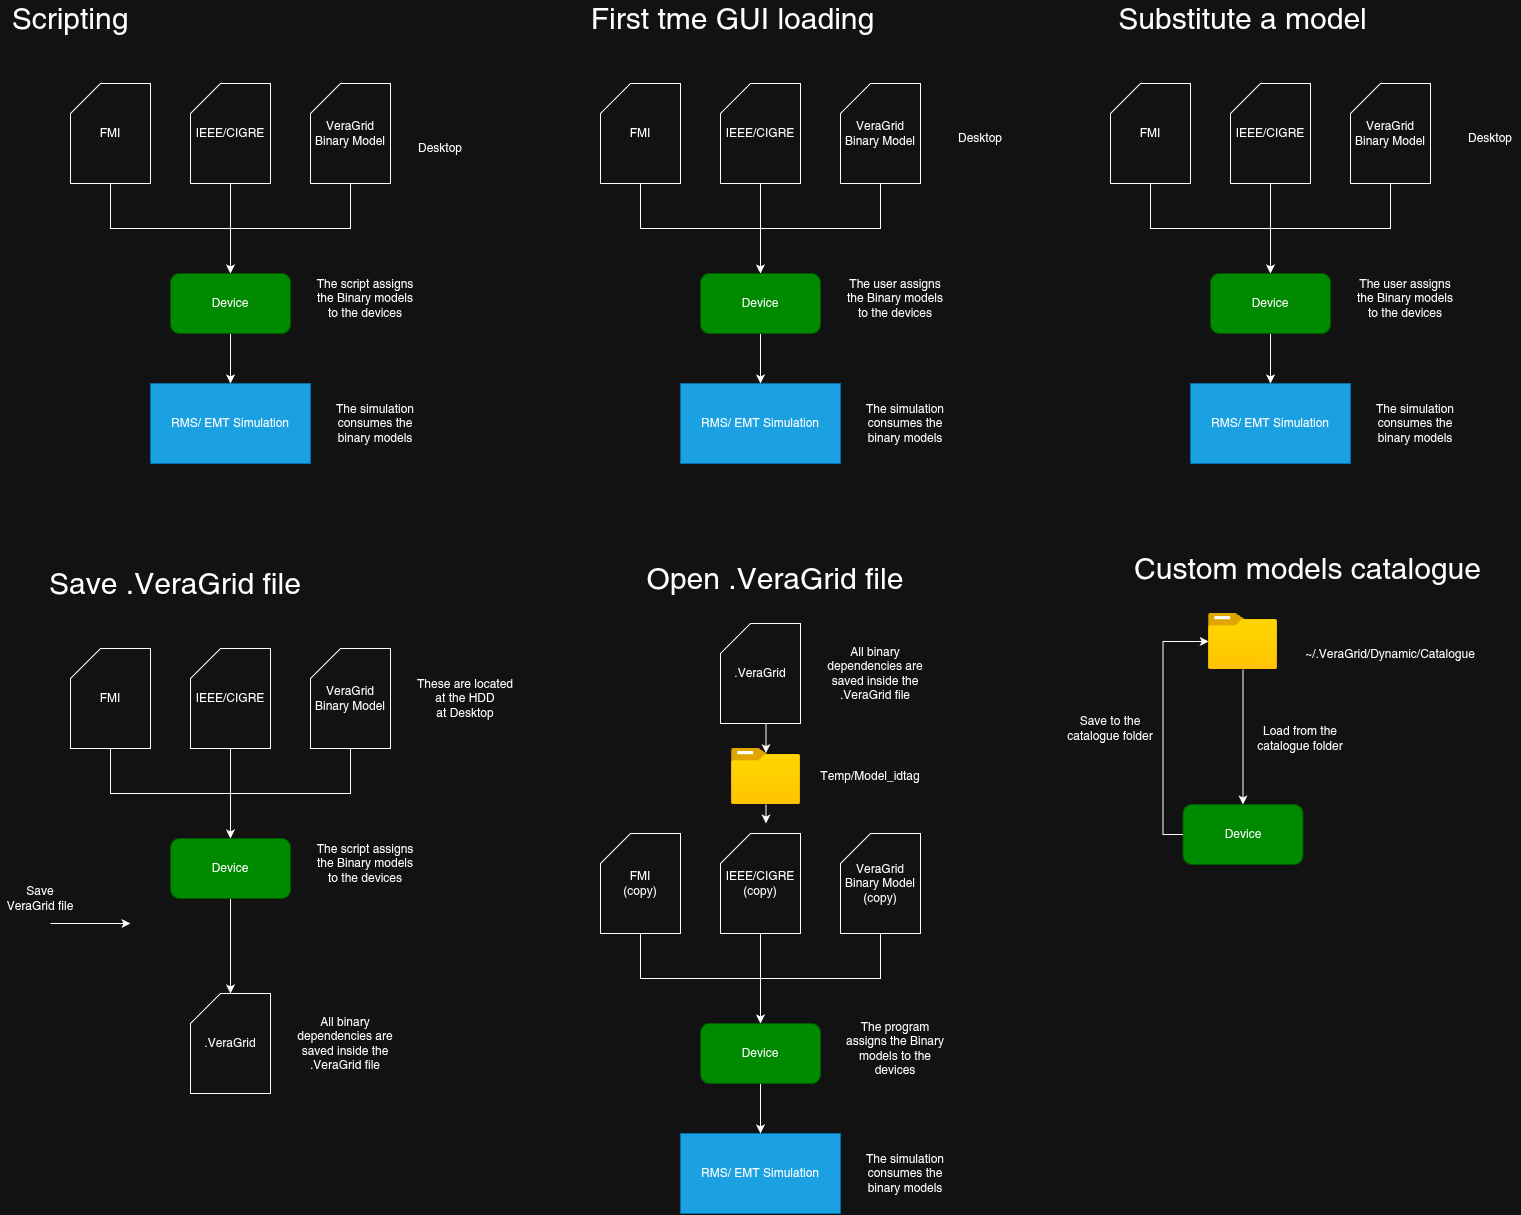 Scripting
FMI
IEEE/CIGRE
VeraGrid
Binary Model
Desktop
Device
The script assigns
the Binary models
to the devices
RMS/ EMT Simulation
The simulation
consumes the
binary models
First tme GUI loading
FMI
IEEE/CIGRE
VeraGrid
Binary Model
Desktop
Device
The user assigns
the Binary models
to the devices
RMS/ EMT Simulation
The simulation
consumes the
binary models
Substitute a model
FMI
IEEE/CIGRE
VeraGrid
Binary Model
Desktop
Device
The user assigns
the Binary models
to the devices
RMS/ EMT Simulation
The simulation
consumes the
binary models
Save .VeraGrid file
FMI
IEEE/CIGRE
VeraGrid
Binary Model
These are located
at the HDD
at Desktop
Device
The script assigns
the Binary models
to the devices
Save
VeraGrid file
.VeraGrid
All binary
dependencies are
saved inside the
.VeraGrid file
Open .VeraGrid file
.VeraGrid
All binary
dependencies are
saved inside the
.VeraGrid file
Temp/Model_idtag
FMI
(copy)
IEEE/CIGRE
(copy)
VeraGrid
Binary Model
(copy)
Device
The program
assigns the Binary
models to the
devices
RMS/ EMT Simulation
The simulation
consumes the
binary models
Custom models catalogue
~/.VeraGrid/Dynamic/Catalogue
Save to the
catalogue folder
Load from the
catalogue folder
Device